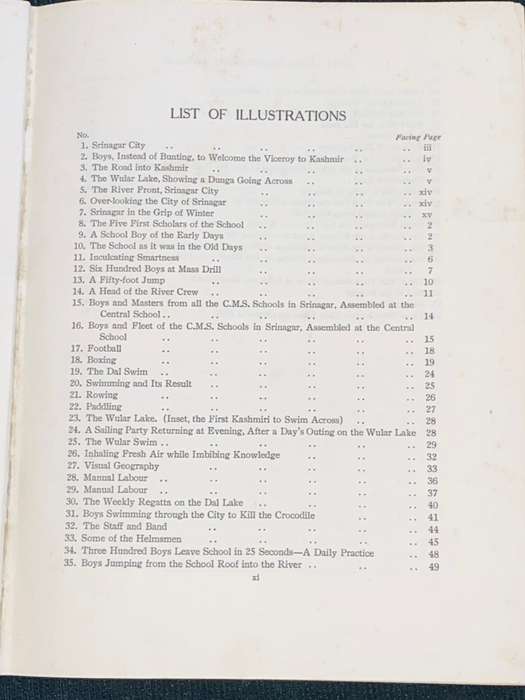 LIST OF ILLUSTRATIONS
No. Facing Page
1. Srinagar City .. .. .. .. .. .. iii
2. Boys, Instead of Bunting, to Welcome the Viceroy to Kashmir .. .. iv
3. The Road into Kashmir .. .. .. .. .. v
4. The Wular Lake, Showing a Dunga Going Across .. .. .. v
5. The River Front, Srinagar City .. .. .. .. xiv
6. Over-looking the City of Srinagar .. .. .. .. xiv
7. Srinagar in the Grip of Winter .. .. .. .. xv
8. The Five First Scholars of the School .. .. .. .. 2
9. A School Boy of the Early Days .. .. .. .. 2
10. The School as it was in the Old Days .. .. .. .. 3
11. Inculcating Smartness .. .. .. .. .. 6
12. Six Hundred Boys at Mass Drill .. .. .. .. 7
13. A Fifty-foot Jump .. .. .. .. .. 10
14. A Head of the River Crew .. .. .. .. .. 11
15. Boys and Masters from all the C.M.S. Schools in Srinagar, Assembled at the
Central School .. .. .. .. .. .. 14
16. Boys and Fleet of the C.M.S. Schools in Srinagar, Assembled at the Central
School .. .. .. .. .. .. 15
17. Football .. .. .. .. .. .. 18
18. Boxing .. .. .. .. .. .. 19
19. The Dal Swim .. .. .. .. .. .. 24
20. Swimming and Its Result .. .. .. .. .. 25
21. Rowing .. .. .. .. .. .. 26
22. Paddling .. .. .. .. .. .. 27
23. The Wular Lake. (Inset, the First Kashmiri to Swim Across) .. .. 28
24. A Sailing Party Returning at Evening, After a Day's Outing on the Wular Lake 28
25. The Wular Swim .. .. .. .. .. .. 29
26. Inhaling Fresh Air while Imbibing Knowledge .. .. .. 32
27. Visual Geography .. .. .. .. .. 33
28. Manual Labour .. .. .. .. .. .. 36
29. Manual Labour .. .. .. .. .. .. 37
30. The Weekly Regatta on the Dal Lake .. .. .. .. 40
31. Boys Swimming through the City to Kill the Crocodile .. .. 41
32. The Staff and Band .. .. .. .. .. 44
33. Some of the Helmsmen .. .. .. .. .. 45
34. Three Hundred Boys Leave School in 25 Seconds—A Daily Practice .. 48
35. Boys Jumping from the School Roof into the River .. .. .. 49
xi